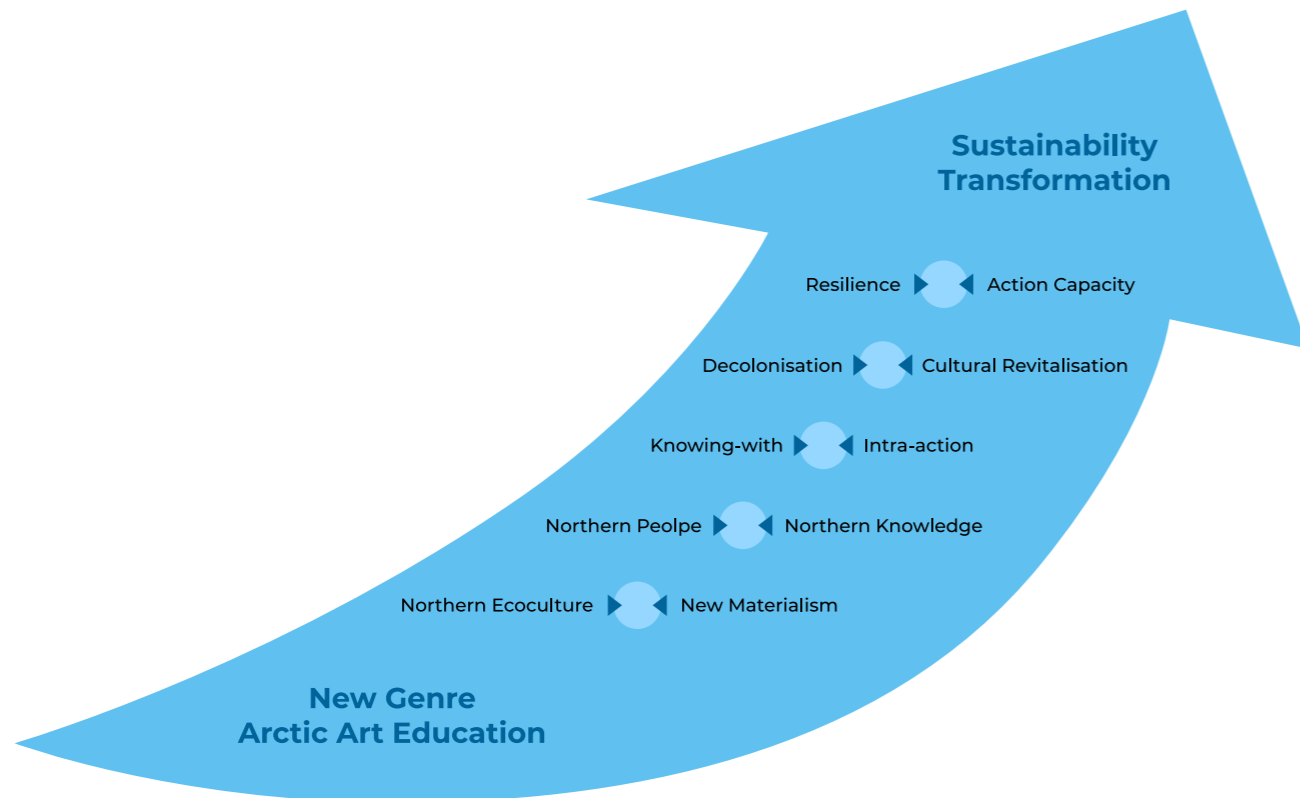 Sustainability
Transformation
Resilience Action Capacity
Decolonisation Cultural Revitalisation
Knowing-with Intra-action
Northern Peolpe Northern Knowledge
Northern Ecoculture New Materialism
New Genre
Arctic Art Education